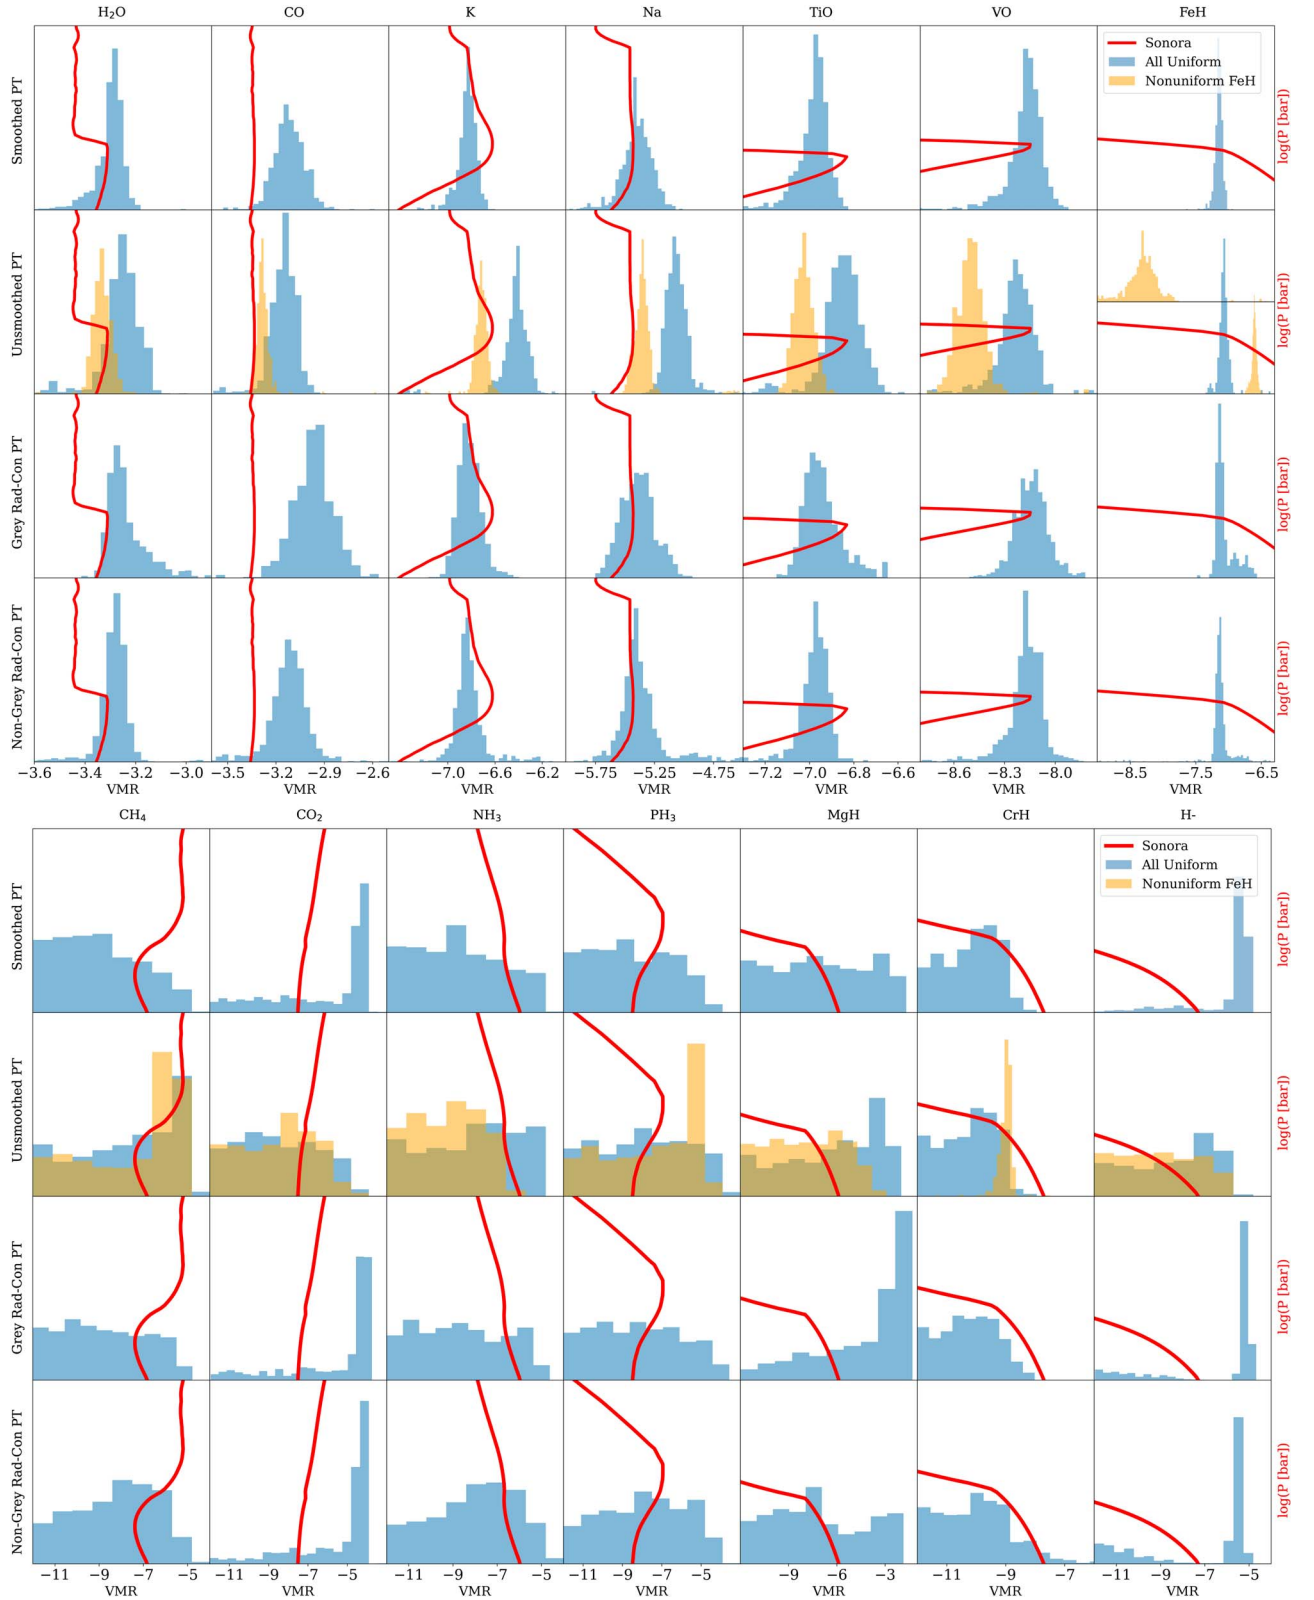 H₂O CO K Na TiO VO FeH
Sonora
All Uniform
Nonuniform FeH
Smoothed PT
log(P [bar])
Unsmoothed PT
log(P [bar])
Grey Rad-Con PT
log(P [bar])
Non-Grey Rad-Con PT
log(P [bar])
−3.6 −3.4 −3.2 −3.0 −3.5 −3.2 −2.9 −2.6 −7.0 −6.6 −6.2 −5.75 −5.25 −4.75 −7.2 −7.0 −6.8 −6.6 −8.6 −8.3 −8.0 −8.5 −7.5 −6.5
VMR VMR VMR VMR VMR VMR VMR
CH₄ CO₂ NH₃ PH₃ MgH CrH H-
Sonora
All Uniform
Nonuniform FeH
Smoothed PT
log(P [bar])
Unsmoothed PT
log(P [bar])
Grey Rad-Con PT
log(P [bar])
Non-Grey Rad-Con PT
log(P [bar])
−11 −9 −7 −5 −11 −9 −7 −5 −11 −9 −7 −5 −11 −9 −7 −5 −9 −6 −3 −11 −9 −7 −11 −9 −7 −5
VMR VMR VMR VMR VMR VMR VMR